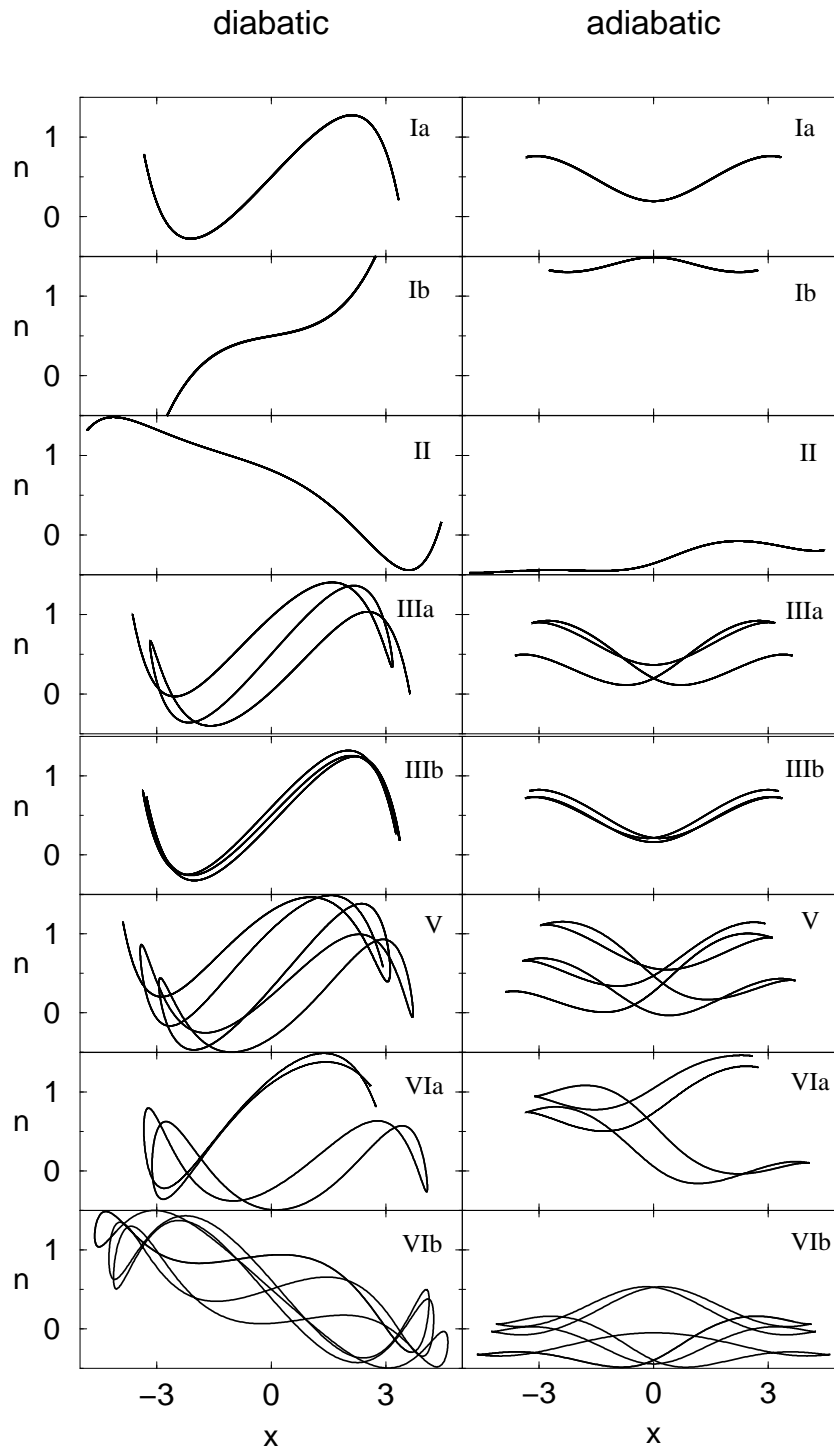 diabatic adiabatic
1 Ia Ia
n
0
1 Ib Ib
n
0
1 II II
n
0
1 IIIa IIIa
n
0
1 IIIb IIIb
n
0
1 V V
n
0
1 VIa VIa
n
0
1 VIb VIb
n
0
−3 0 3 −3 0 3
x x